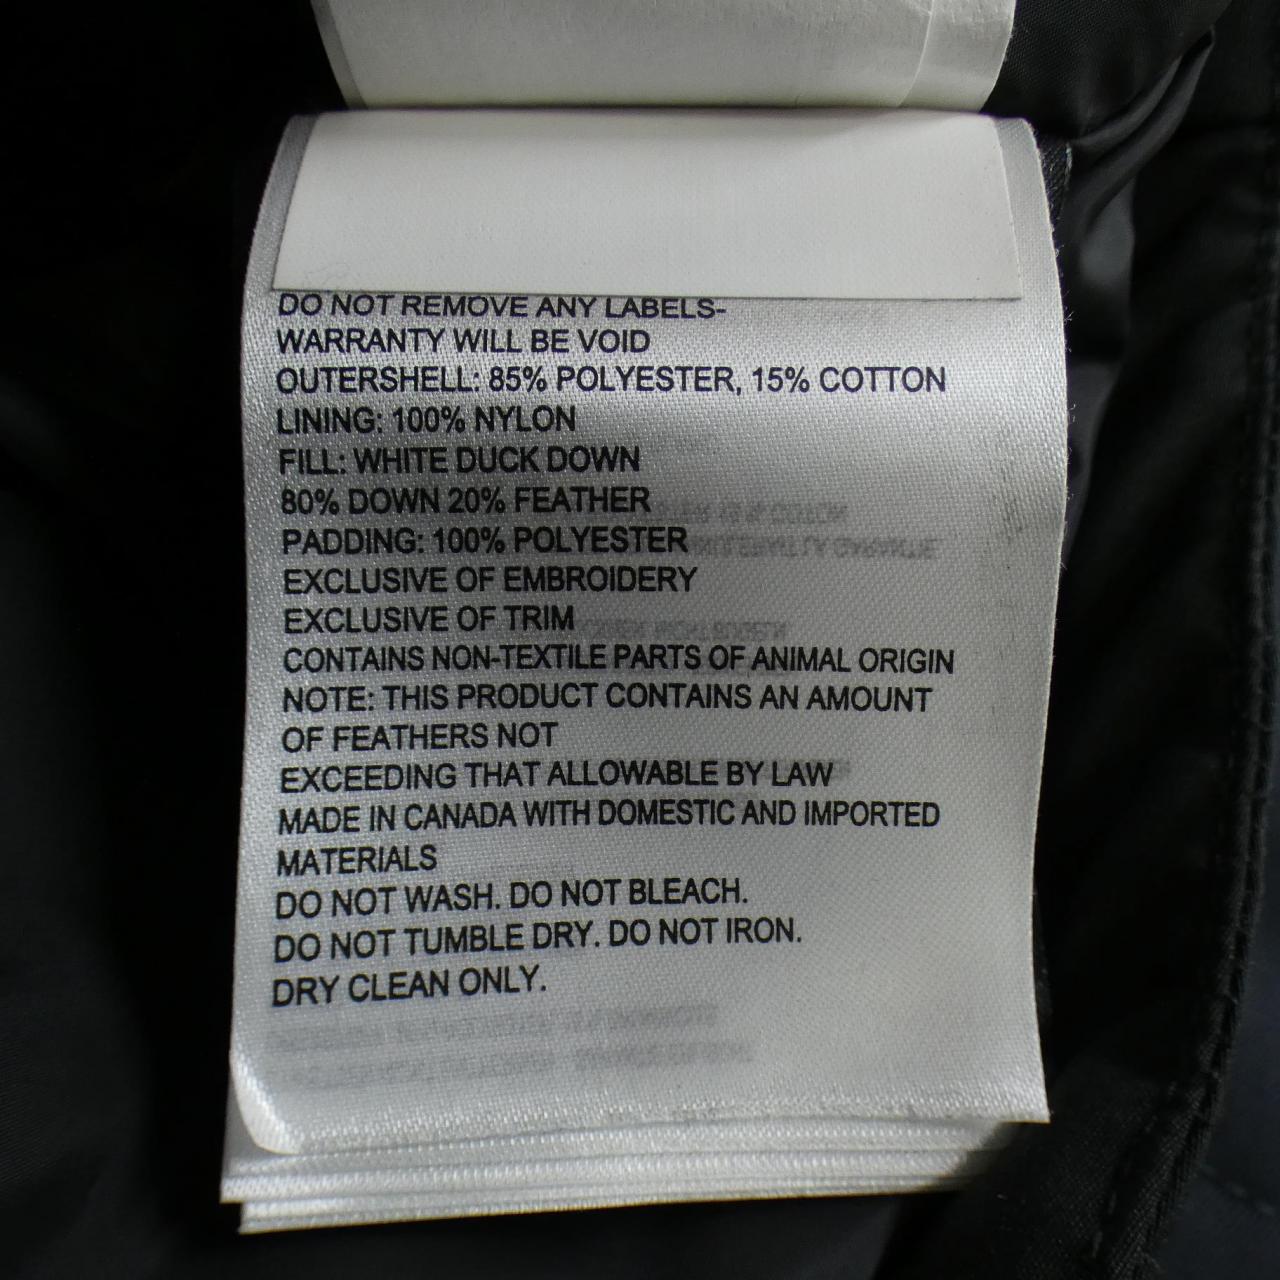 DO NOT REMOVE ANY LABELS-
WARRANTY WILL BE VOID
OUTERSHELL: 85% POLYESTER, 15% COTTON
LINING: 100% NYLON
FILL: WHITE DUCK DOWN
80% DOWN 20% FEATHER
PADDING: 100% POLYESTER
EXCLUSIVE OF EMBROIDERY
EXCLUSIVE OF TRIM
CONTAINS NON-TEXTILE PARTS OF ANIMAL ORIGIN
NOTE: THIS PRODUCT CONTAINS AN AMOUNT
OF FEATHERS NOT
EXCEEDING THAT ALLOWABLE BY LAW
MADE IN CANADA WITH DOMESTIC AND IMPORTED
MATERIALS
DO NOT WASH. DO NOT BLEACH.
DO NOT TUMBLE DRY. DO NOT IRON.
DRY CLEAN ONLY.